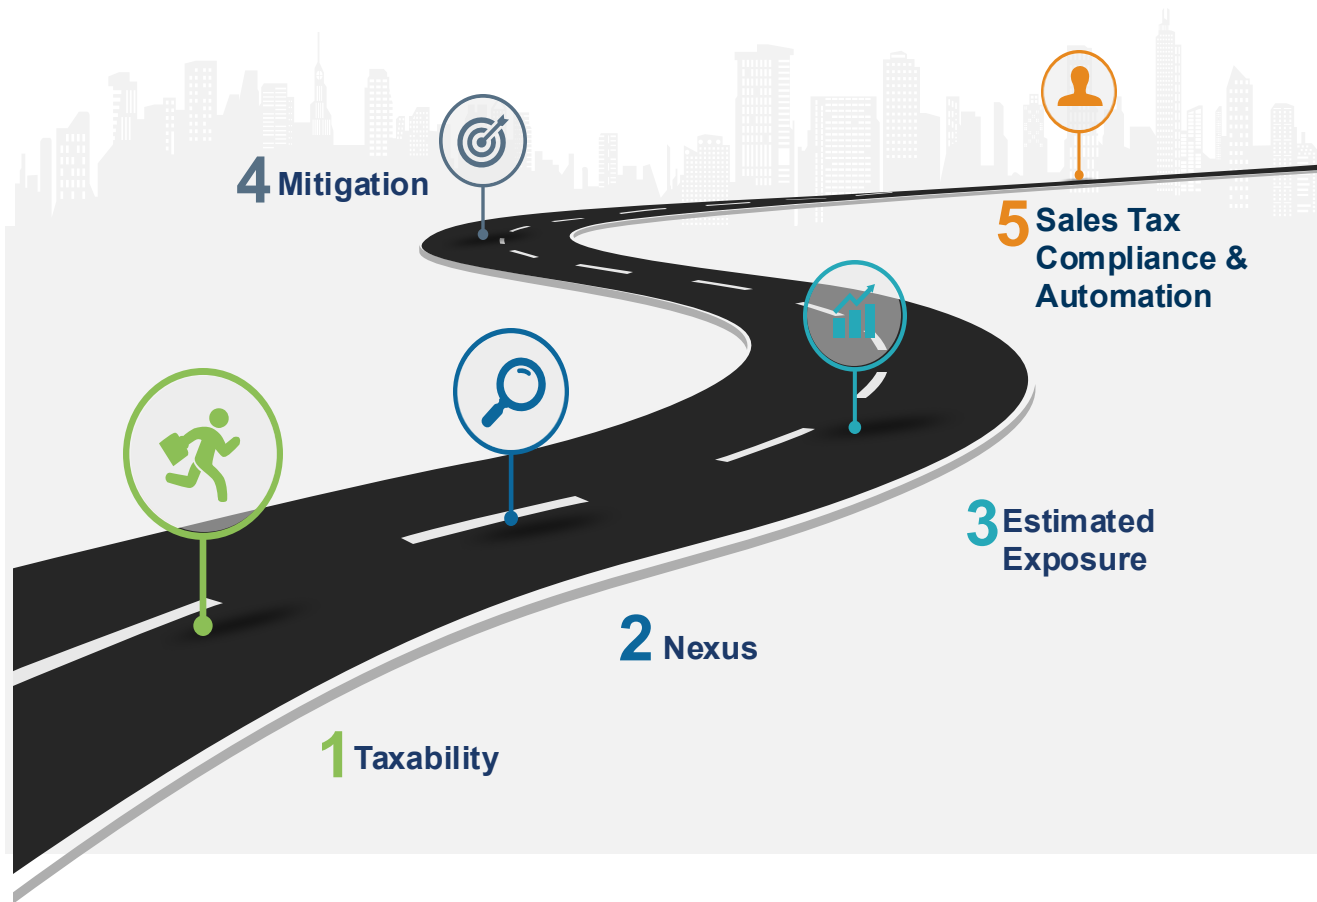 1 Taxability
2 Nexus
3 Estimated
Exposure
4 Mitigation
5 Sales Tax
Compliance &
Automation